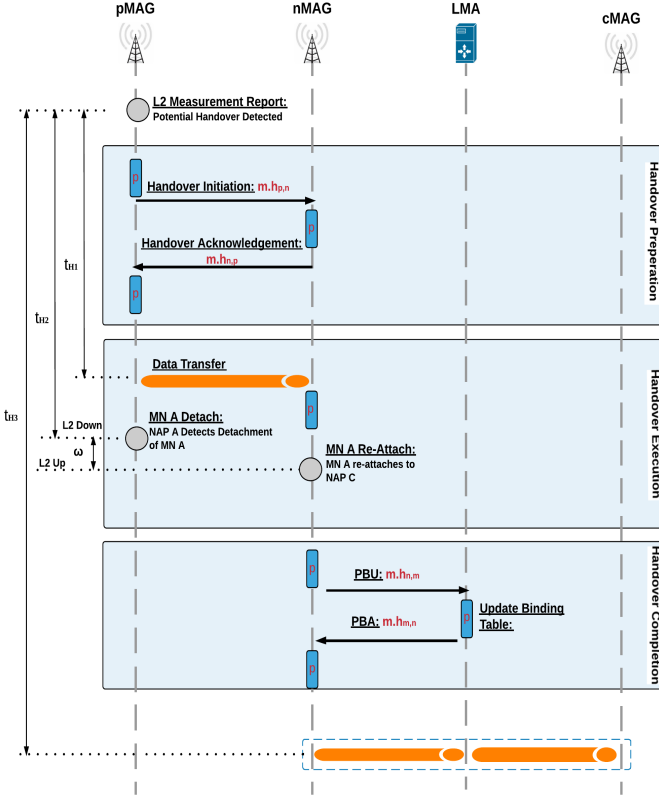 pMAG
nMAG
LMA
cMAG
L2 Measurement Report:
Potential Handover Detected
p
Handover Initiation: m.hp,n
p
Handover Acknowledgement:
m.hn,p
p
Handover Preperation
tH1
tH2
tH3
Data Transfer
p
MN A Detach:
NAP A Detects Detachment
of MN A
L2 Down
ω
L2 Up
MN A Re-Attach:
MN A re-attaches to
NAP C
Handover Execution
p
PBU: m.hn,m
p
Update Binding
Table:
PBA: m.hm,n
p
Handover Completion